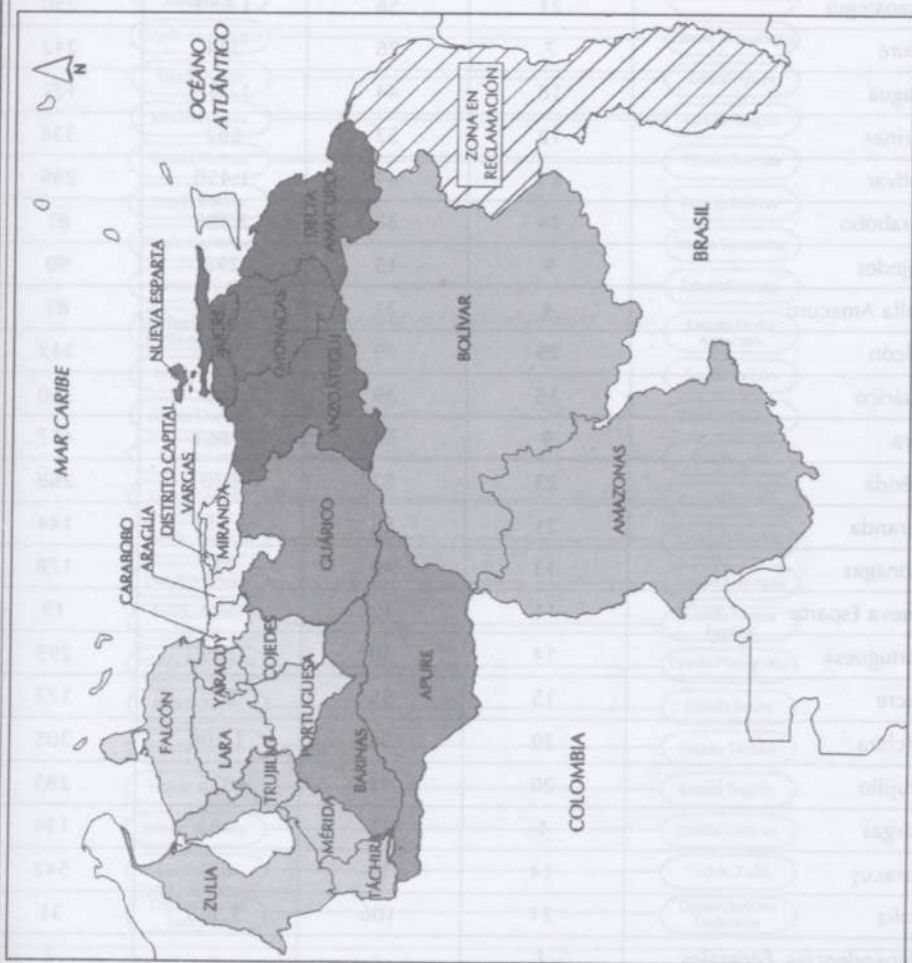 N
MAR CARIBE
OCÉANO
ATLÁNTICO
NUEVA ESPARTA
DISTRITO CAPITAL
VARGAS
CARABOBO
ARAGUA
MIRANDA
SUCRE
MONAGAS
DELTA
AMACURO
ANZOÁTEGUI
FALCÓN
YARACUY
LARA
COJEDES
GUÁRICO
ZULIA
TRUJILLO
PORTUGUESA
MÉRIDA
BARINAS
TÁCHIRA
APURE
BOLÍVAR
AMAZONAS
ZONA EN
RECLAMACIÓN
COLOMBIA
BRASIL